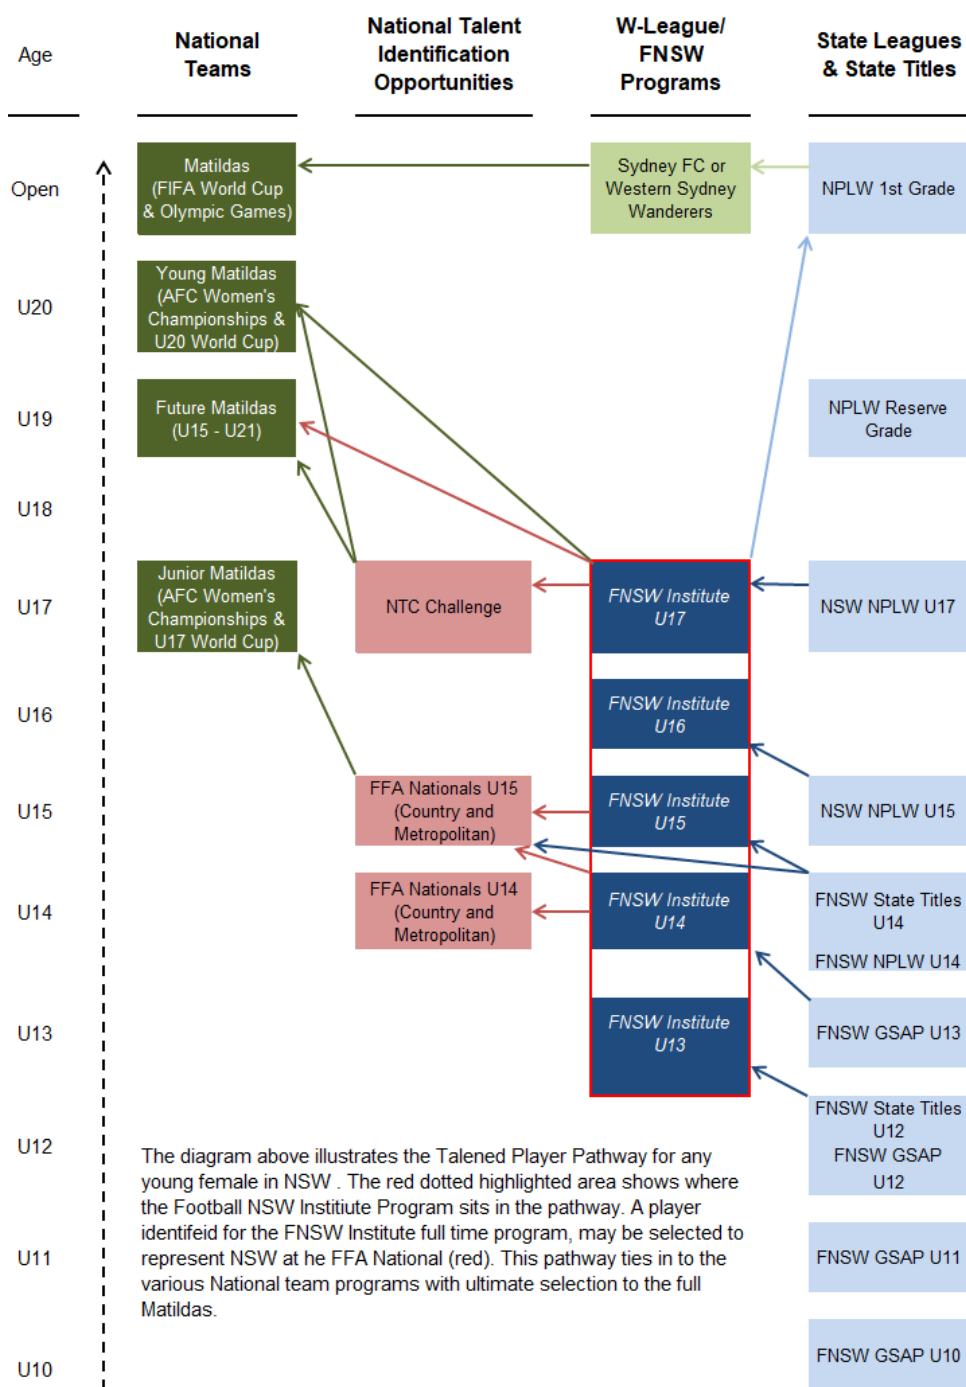 Age
National
Teams
National Talent
Identification
Opportunities
W-League/
FNSW
Programs
State Leagues
& State Titles
Open
Matildas
(FIFA World Cup
& Olympic Games)
Sydney FC or
Western Sydney
Wanderers
NPLW 1st Grade
U20
Young Matildas
(AFC Women's
Championships &
U20 World Cup)
U19
Future Matildas
(U15 - U21)
NPLW Reserve
Grade
U18
U17
Junior Matildas
(AFC Women's
Championships &
U17 World Cup)
NTC Challenge
FNSW Institute
U17
NSW NPLW U17
U16
FNSW Institute
U16
U15
FFA Nationals U15
(Country and
Metropolitan)
FNSW Institute
U15
NSW NPLW U15
U14
FFA Nationals U14
(Country and
Metropolitan)
FNSW Institute
U14
FNSW State Titles
U14
FNSW NPLW U14
U13
FNSW Institute
U13
FNSW GSAP U13
U12
FNSW State Titles
U12
FNSW GSAP
U12
The diagram above illustrates the Talened Player Pathway for any
young female in NSW . The red dotted highlighted area shows where
the Football NSW Institiute Program sits in the pathway. A player
identifeid for the FNSW Institute full time program, may be selected to
represent NSW at he FFA National (red). This pathway ties in to the
various National team programs with ultimate selection to the full
Matildas.
U11
FNSW GSAP U11
U10
FNSW GSAP U10